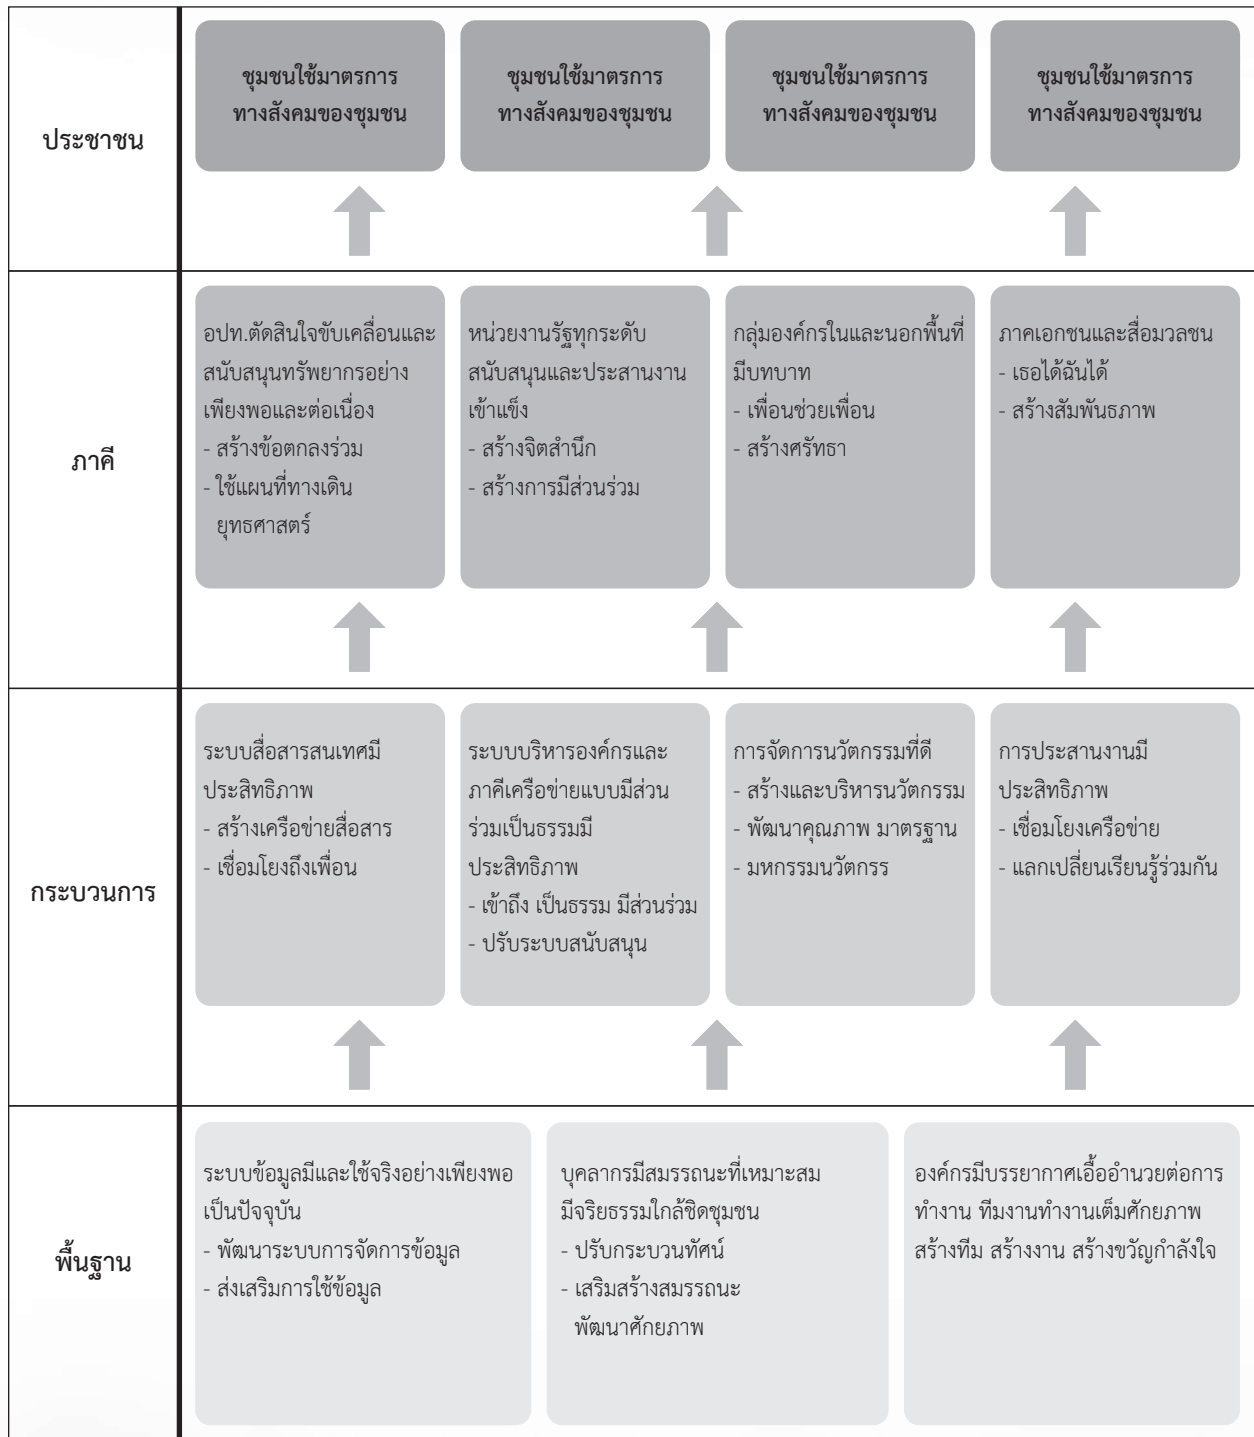 ประชาชน
ชุมชนใช้มาตรการ
ทางสังคมของชุมชน
ชุมชนใช้มาตรการ
ทางสังคมของชุมชน
ชุมชนใช้มาตรการ
ทางสังคมของชุมชน
ชุมชนใช้มาตรการ
ทางสังคมของชุมชน
ภาคี
อปท.ตัดสินใจขับเคลื่อนและ
สนับสนุนทรัพยากรอย่าง
เพียงพอและต่อเนื่อง
- สร้างข้อตกลงร่วม
- ใช้แผนที่ทางเดิน
ยุทธศาสตร์
หน่วยงานรัฐทุกระดับ
สนับสนุนและประสานงาน
เข้าแข็ง
- สร้างจิตสำนึก
- สร้างการมีส่วนร่วม
กลุ่มองค์กรในและนอกพื้นที่
มีบทบาท
- เพื่อนช่วยเพื่อน
- สร้างศรัทธา
ภาคเอกชนและสื่อมวลชน
- เธอได้ฉันได้
- สร้างสัมพันธภาพ
กระบวนการ
ระบบสื่อสารสนเทศมี
ประสิทธิภาพ
- สร้างเครือข่ายสื่อสาร
- เชื่อมโยงถึงเพื่อน
ระบบบริหารองค์กรและ
ภาคีเครือข่ายแบบมีส่วน
ร่วมเป็นธรรมมี
ประสิทธิภาพ
- เข้าถึง เป็นธรรม มีส่วนร่วม
- ปรับระบบสนับสนุน
การจัดการนวัตกรรมที่ดี
- สร้างและบริหารนวัตกรรม
- พัฒนาคุณภาพ มาตรฐาน
- มหกรรมนวัตกรร
การประสานงานมี
ประสิทธิภาพ
- เชื่อมโยงเครือข่าย
- แลกเปลี่ยนเรียนรู้ร่วมกัน
พื้นฐาน
ระบบข้อมูลมีและใช้จริงอย่างเพียงพอ
เป็นปัจจุบัน
- พัฒนาระบบการจัดการข้อมูล
- ส่งเสริมการใช้ข้อมูล
บุคลากรมีสมรรถนะที่เหมาะสม
มีจริยธรรมใกล้ชิดชุมชน
- ปรับกระบวนทัศน์
- เสริมสร้างสมรรถนะ
พัฒนาศักยภาพ
องค์กรมีบรรยากาศเอื้ออำนวยต่อการ
ทำงาน ทีมงานทำงานเต็มศักยภาพ
สร้างทีม สร้างงาน สร้างขวัญกำลังใจ